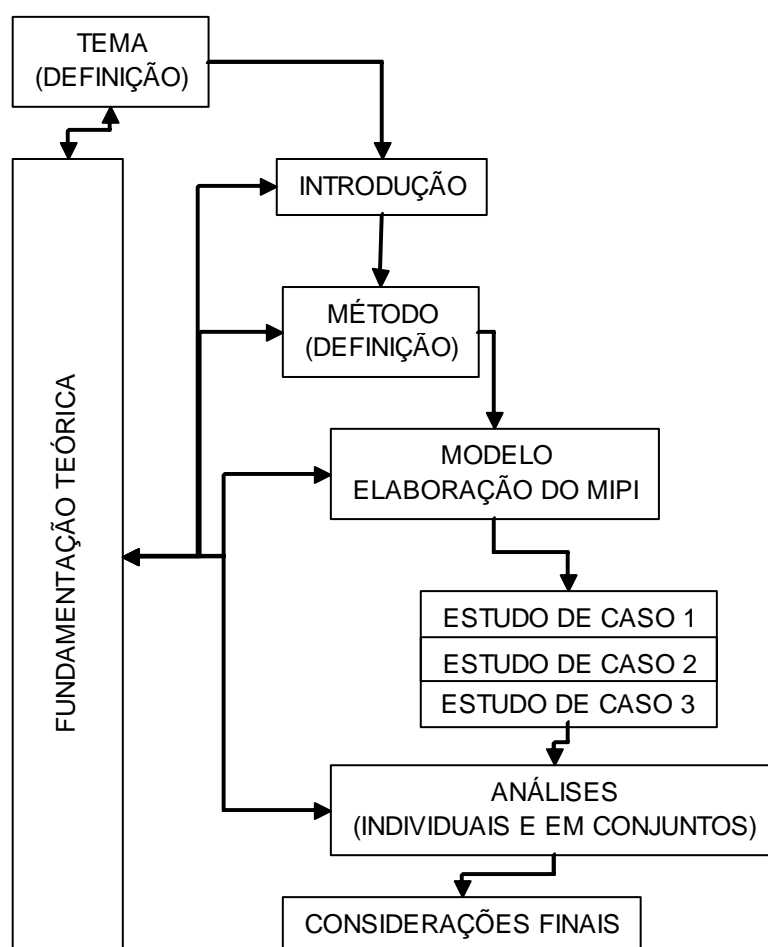 TEMA
(DEFINIÇÃO)
INTRODUÇÃO
MÉTODO
(DEFINIÇÃO)
FUNDAMENTAÇÃO TEÓRICA
MODELO
ELABORAÇÃO DO MIPI
ESTUDO DE CASO 1
ESTUDO DE CASO 2
ESTUDO DE CASO 3
ANÁLISES
(INDIVIDUAIS E EM CONJUNTOS)
CONSIDERAÇÕES FINAIS